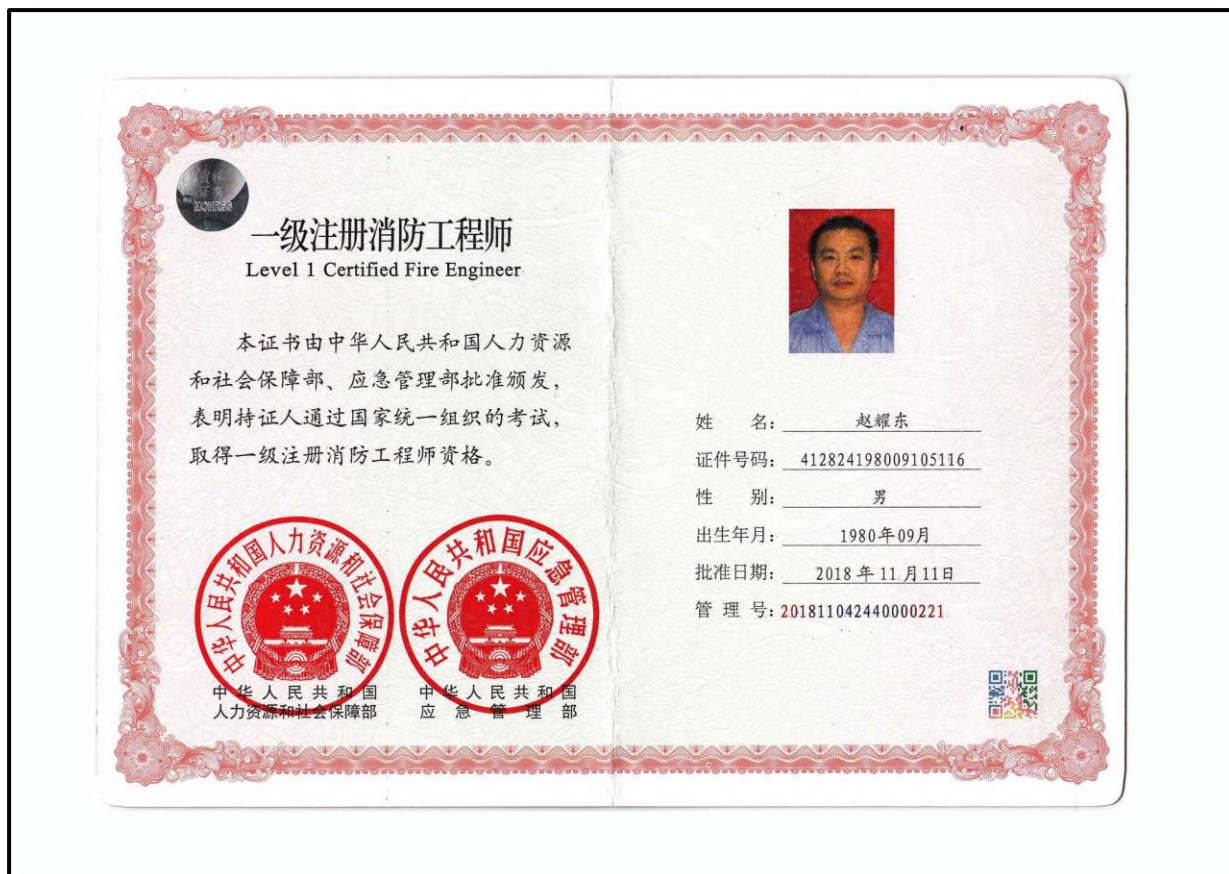 一级注册消防工程师
Level 1 Certified Fire Engineer
本证书由中华人民共和国人力资源
和社会保障部、应急管理部批准颁发，
表明持证人通过国家统一组织的考试，
取得一级注册消防工程师资格。
中华人民共和国人力资源和社会保障部
中华人民共和国应急管理部
中华人民共和国
人力资源和社会保障部
中华人民共和国
应急管理部
姓 名： 赵耀东
证件号码： 412824198009105116
性 别： 男
出生年月： 1980年09月
批准日期： 2018年11月11日
管 理 号：201811042440000221